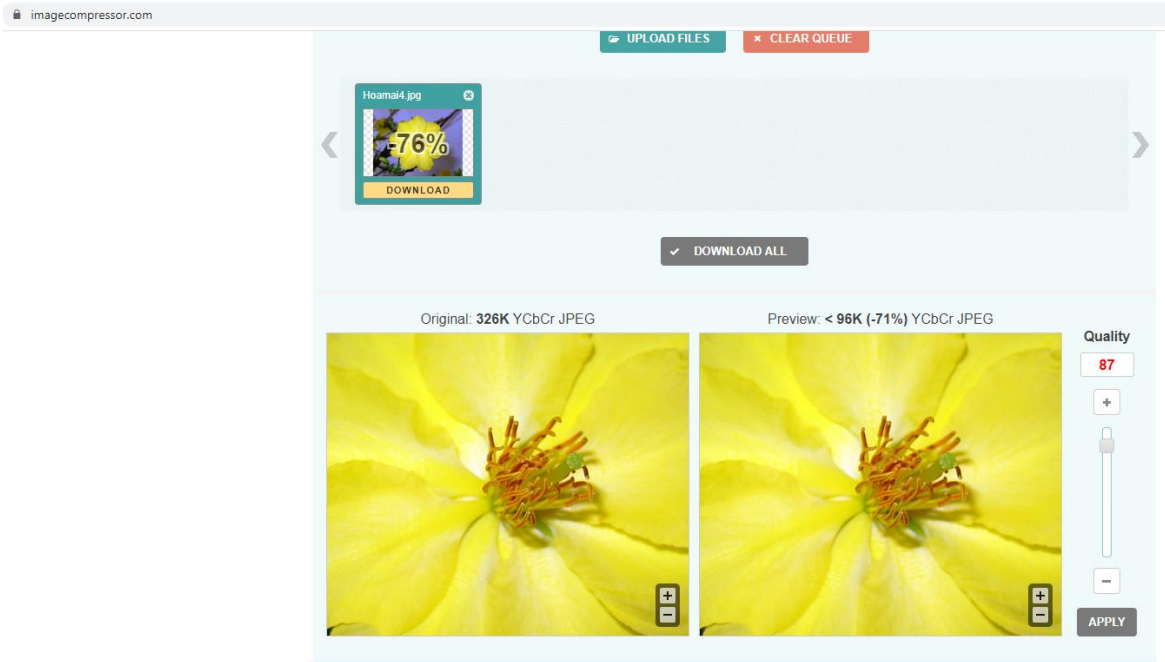 imagecompressor.com
UPLOAD FILES
CLEAR QUEUE
Hoamai4.jpg
-76%
DOWNLOAD
DOWNLOAD ALL
Original: 326K YCbCr JPEG
Preview: < 96K (-71%) YCbCr JPEG
Quality
87
APPLY